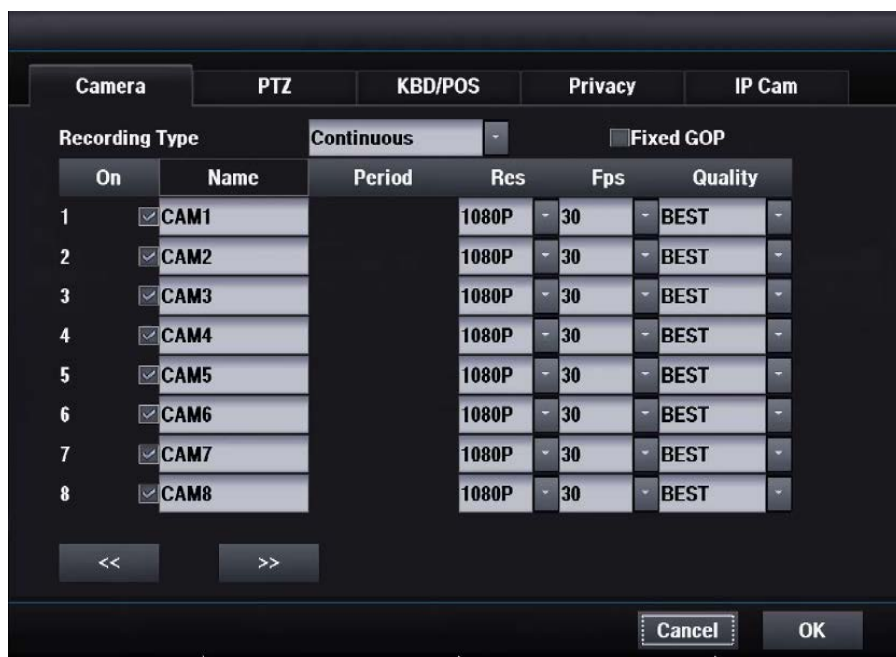 Camera PTZ KBD/POS Privacy IP Cam
Recording Type Continuous Fixed GOP
On Name Period Res Fps Quality
1 CAM1 1080P 30 BEST
2 CAM2 1080P 30 BEST
3 CAM3 1080P 30 BEST
4 CAM4 1080P 30 BEST
5 CAM5 1080P 30 BEST
6 CAM6 1080P 30 BEST
7 CAM7 1080P 30 BEST
8 CAM8 1080P 30 BEST
<< >>
Cancel OK